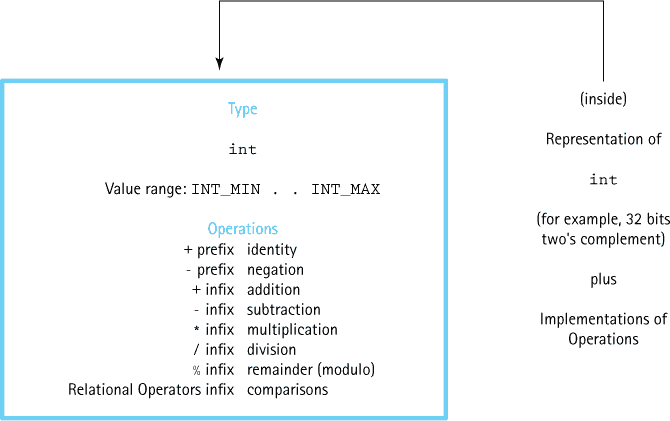 Type
int
Value range: INT_MIN . . INT_MAX
Operations
+ prefix identity
- prefix negation
+ infix addition
- infix subtraction
* infix multiplication
/ infix division
% infix remainder (modulo)
Relational Operators infix comparisons
(inside)
Representation of
int
(for example, 32 bits
two's complement)
plus
Implementations of
Operations